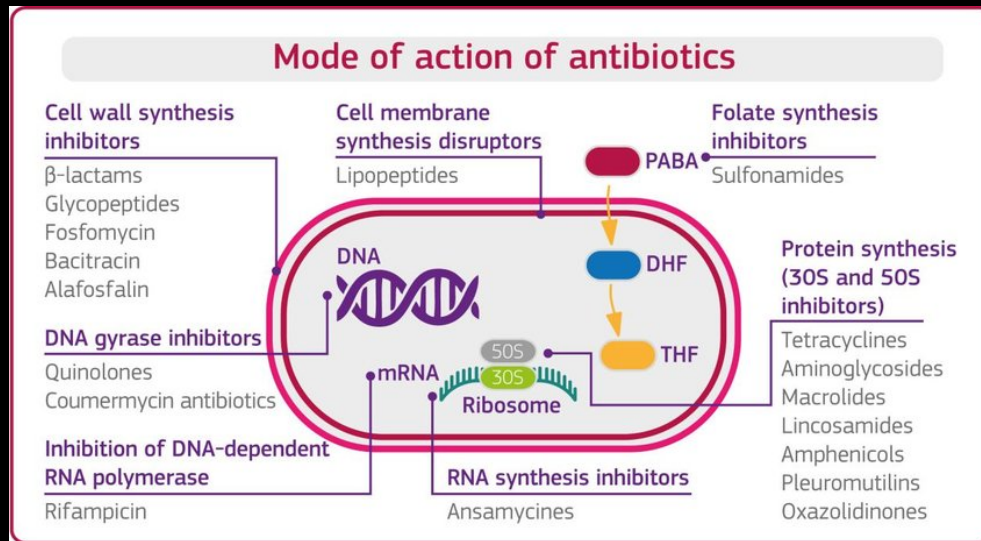 Mode of action of antibiotics
Cell wall synthesis
inhibitors
β-lactams
Glycopeptides
Fosfomycin
Bacitracin
Alafosfalin
Cell membrane
synthesis disruptors
Lipopeptides
Folate synthesis
inhibitors
Sulfonamides
PABA
DHF
THF
DNA
DNA gyrase inhibitors
Quinolones
Coumermycin antibiotics
mRNA
50S
30S
Ribosome
Protein synthesis
(30S and 50S
inhibitors)
Tetracyclines
Aminoglycosides
Macrolides
Lincosamides
Amphenicols
Pleuromutilins
Oxazolidinones
Inhibition of DNA-dependent
RNA polymerase
Rifampicin
RNA synthesis inhibitors
Ansamycines